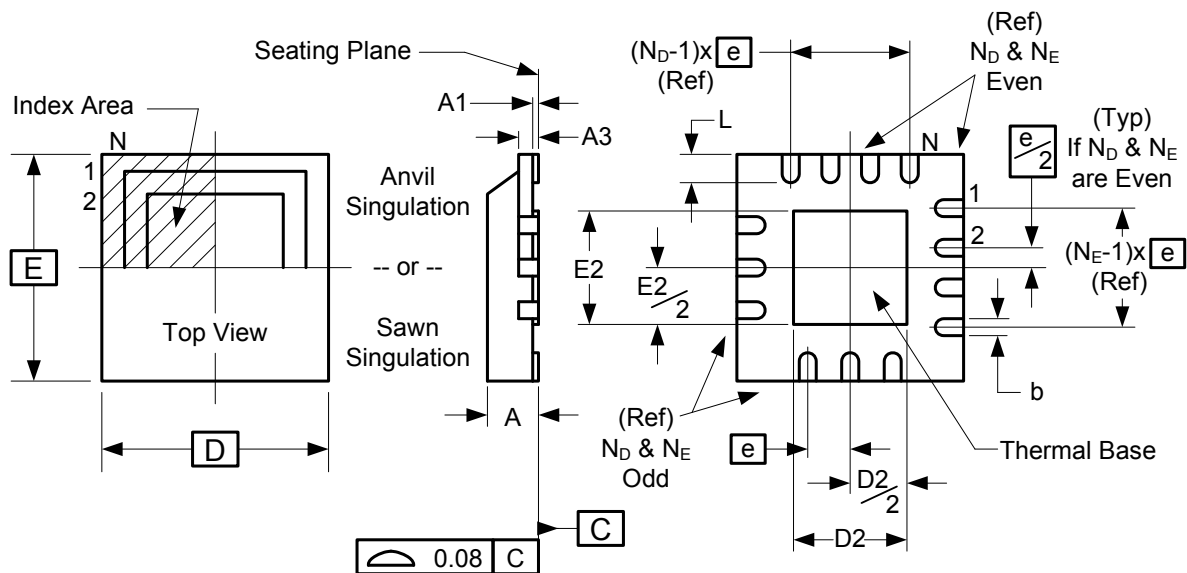 Seating Plane
Index Area
N
1
2
E
Top View
D
A1
A3
Anvil
Singulation
-- or --
Sawn
Singulation
A
0.08 C
C
(N_D-1)x e
(Ref)
(Ref)
N_D & N_E
Even
L
N
e/2
(Typ)
If N_D & N_E
are Even
1
2
(N_E-1)x e
(Ref)
E2
E2/2
b
(Ref)
N_D & N_E
Odd
e
Thermal Base
D2/2
D2